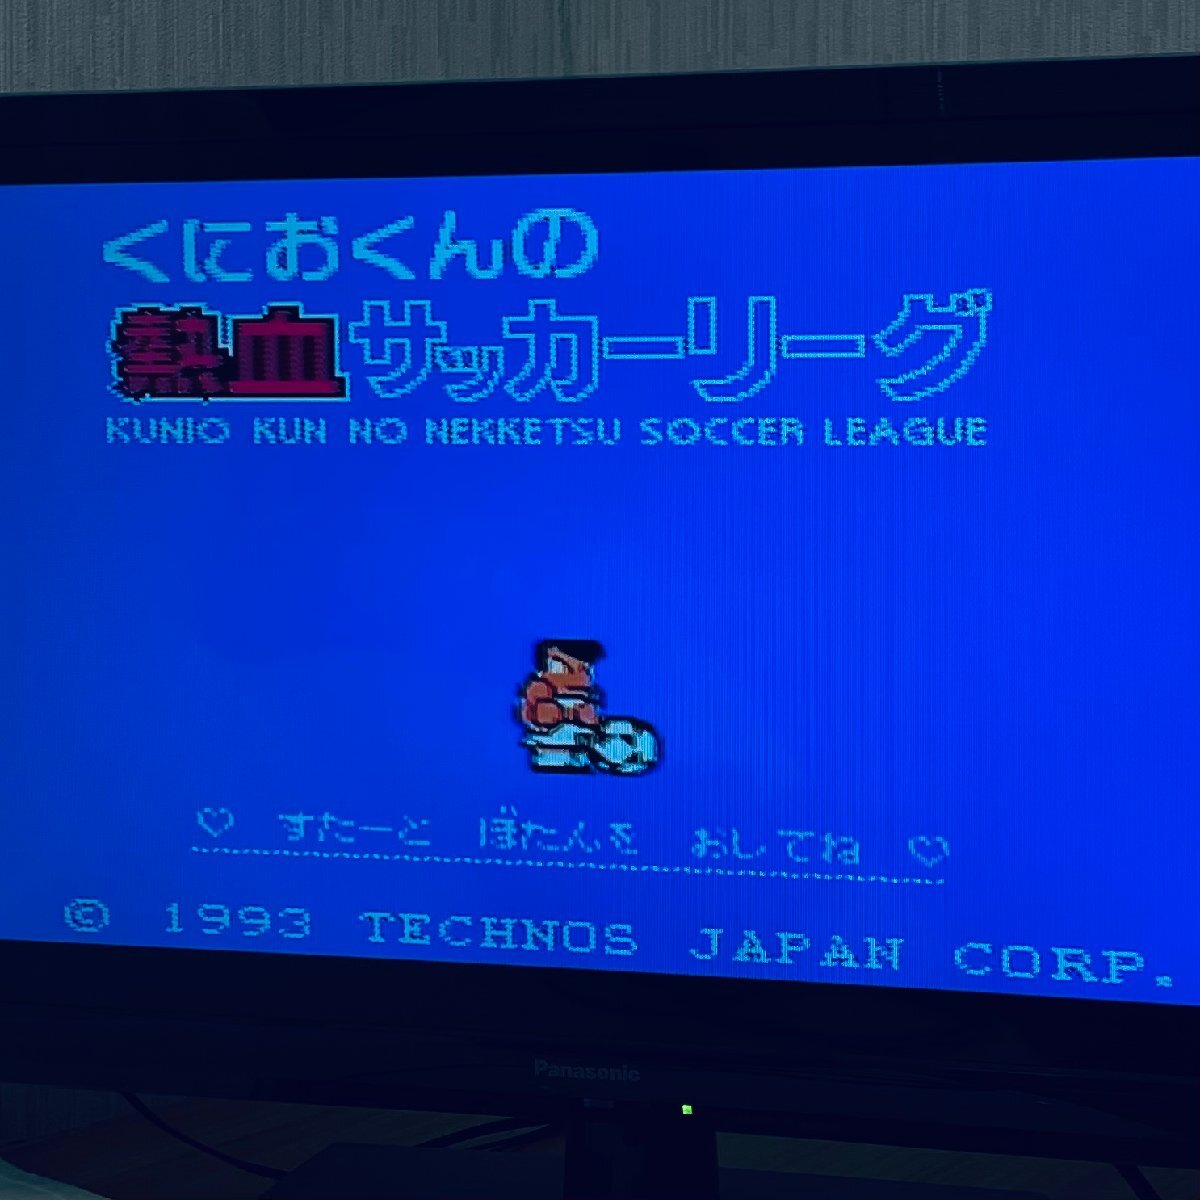 くにおくんの
熱血サッカーリーグ
KUNIO KUN NO NEKKETSU SOCCER LEAGUE
♡ すたーと ぼたんを おしてね ♡
© 1993 TECHNOS JAPAN CORP.
Panasonic